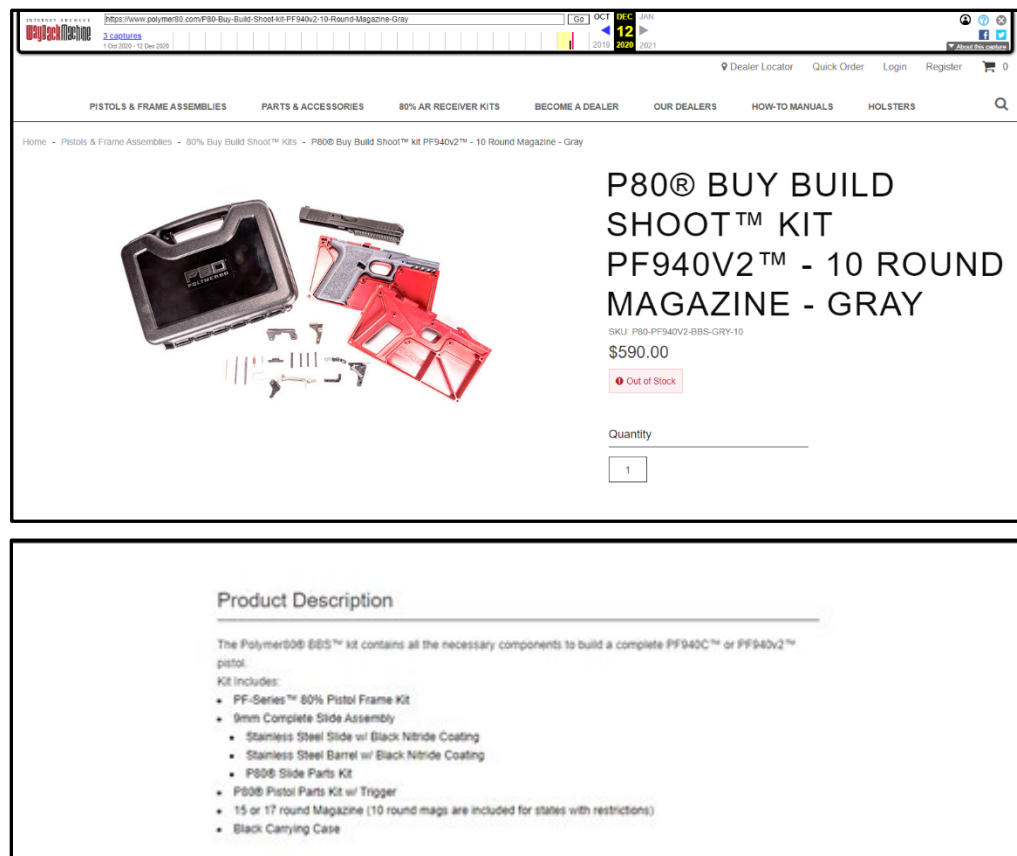 INTERNET ARCHIVE
WayBackMachine
https://www.polymer80.com/P80-Buy-Build-Shoot-kit-PF940v2-10-Round-Magazine-Gray
Go
OCT DEC JAN
3 captures
12
1 Oct 2020 - 12 Dec 2020
2019 2020 2021
About this capture
Dealer Locator Quick Order Login Register 0
PISTOLS & FRAME ASSEMBLIES PARTS & ACCESSORIES 80% AR RECEIVER KITS BECOME A DEALER OUR DEALERS HOW-TO MANUALS HOLSTERS
Home - Pistols & Frame Assemblies - 80% Buy Build Shoot™ Kits - P80® Buy Build Shoot™ kit PF940v2™ - 10 Round Magazine - Gray
P80
POLYMER80
P80® BUY BUILD
SHOOT™ KIT
PF940V2™ - 10 ROUND
MAGAZINE - GRAY
SKU: P80-PF940V2-BBS-GRY-10
$590.00
Out of Stock
Quantity
1
Product Description
The Polymer80® BBS™ kit contains all the necessary components to build a complete PF940C™ or PF940v2™
pistol.
Kit Includes:
PF-Series™ 80% Pistol Frame Kit
9mm Complete Slide Assembly
Stainless Steel Slide w/ Black Nitride Coating
Stainless Steel Barrel w/ Black Nitride Coating
P80® Slide Parts Kit
P80® Pistol Parts Kit w/ Trigger
15 or 17 round Magazine (10 round mags are included for states with restrictions)
Black Carrying Case